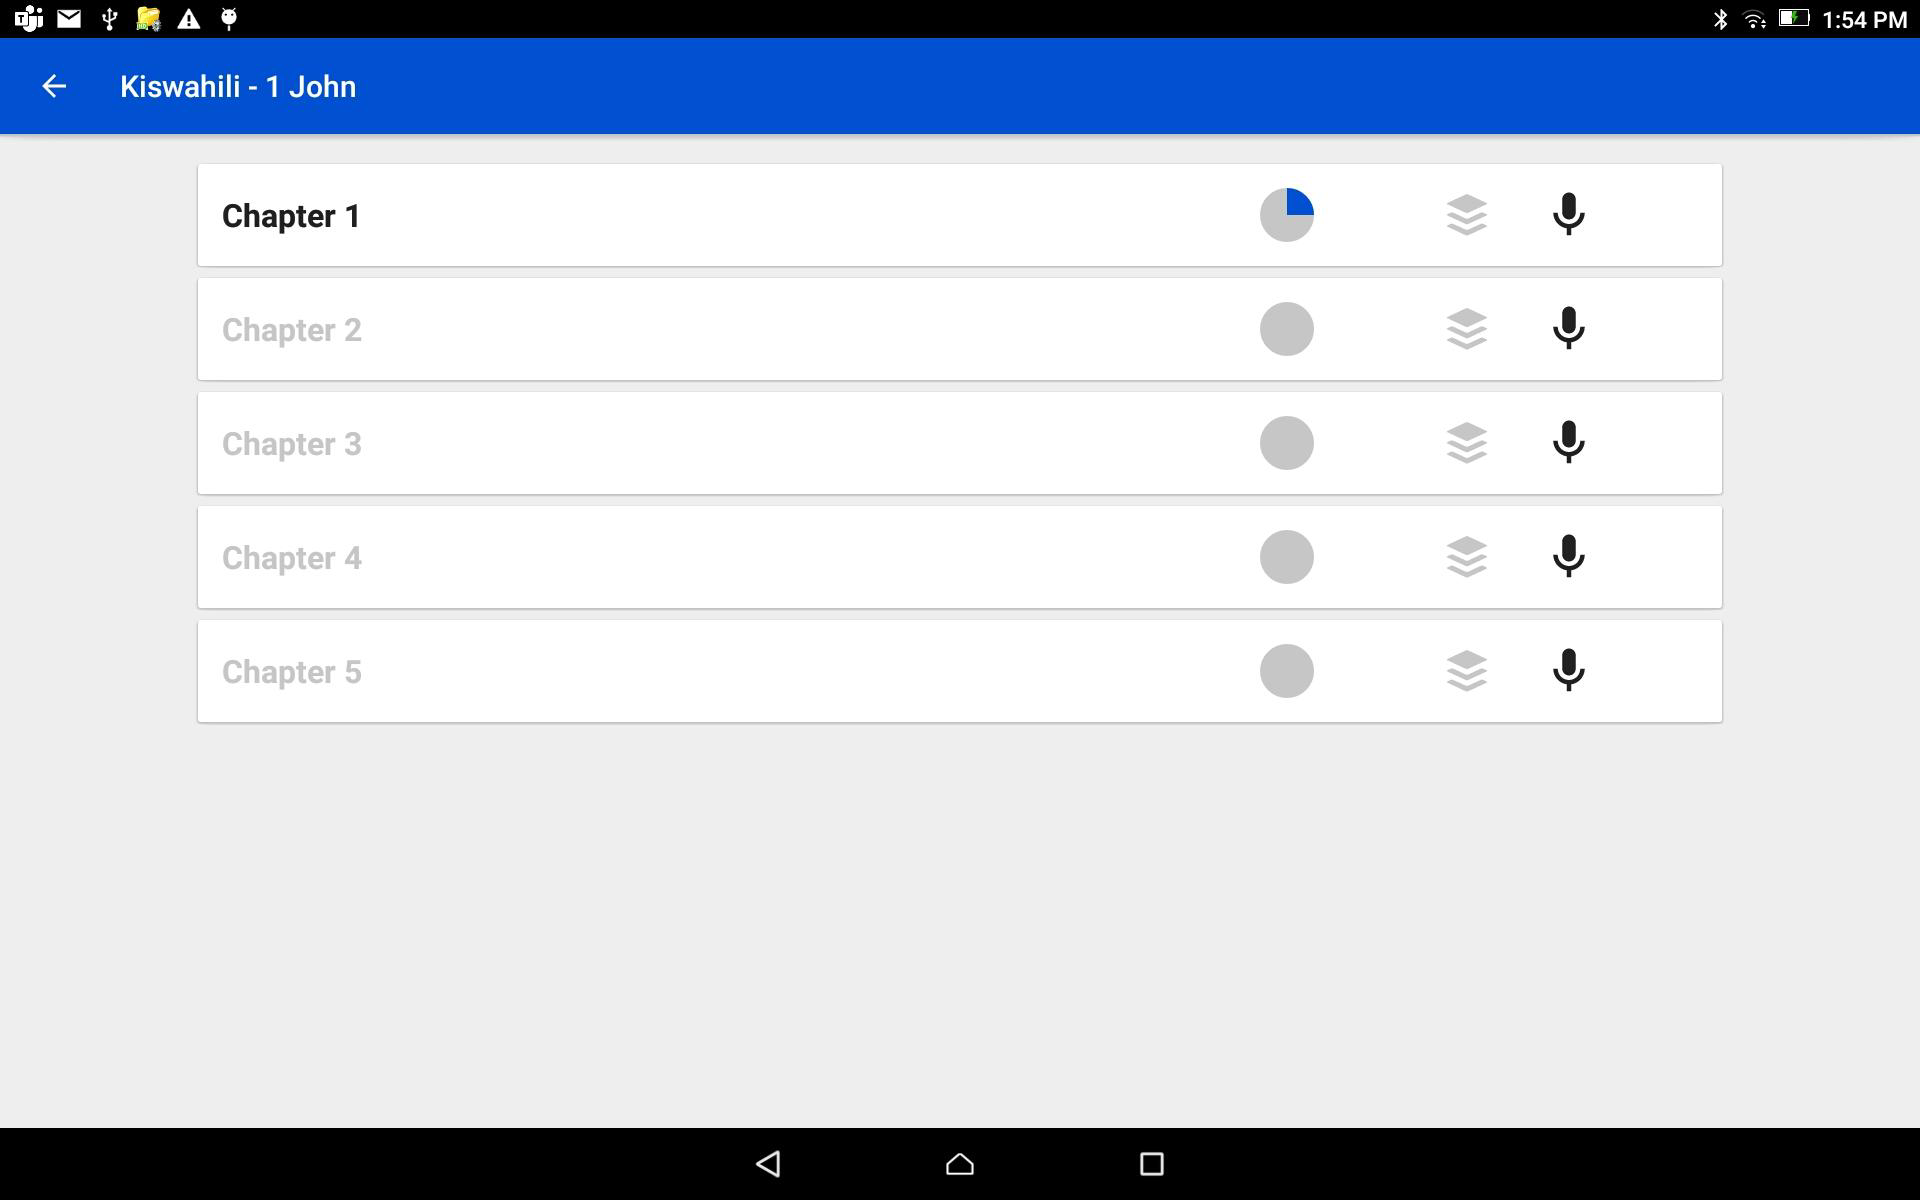 1:54 PM
Kiswahili - 1 John
Chapter 1
Chapter 2
Chapter 3
Chapter 4
Chapter 5